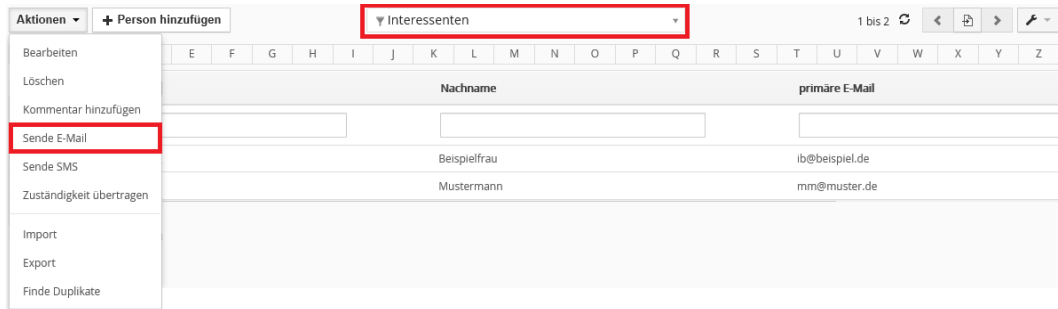 Aktionen + Person hinzufügen Interessenten 1 bis 2
Bearbeiten E F G H I J K L M N O P Q R S T U V W X Y Z
Löschen Nachname primäre E-Mail
Kommentar hinzufügen
Sende E-Mail
Beispielfrau ib@beispiel.de
Sende SMS
Mustermann mm@muster.de
Zuständigkeit übertragen
Import
Export
Finde Duplikate